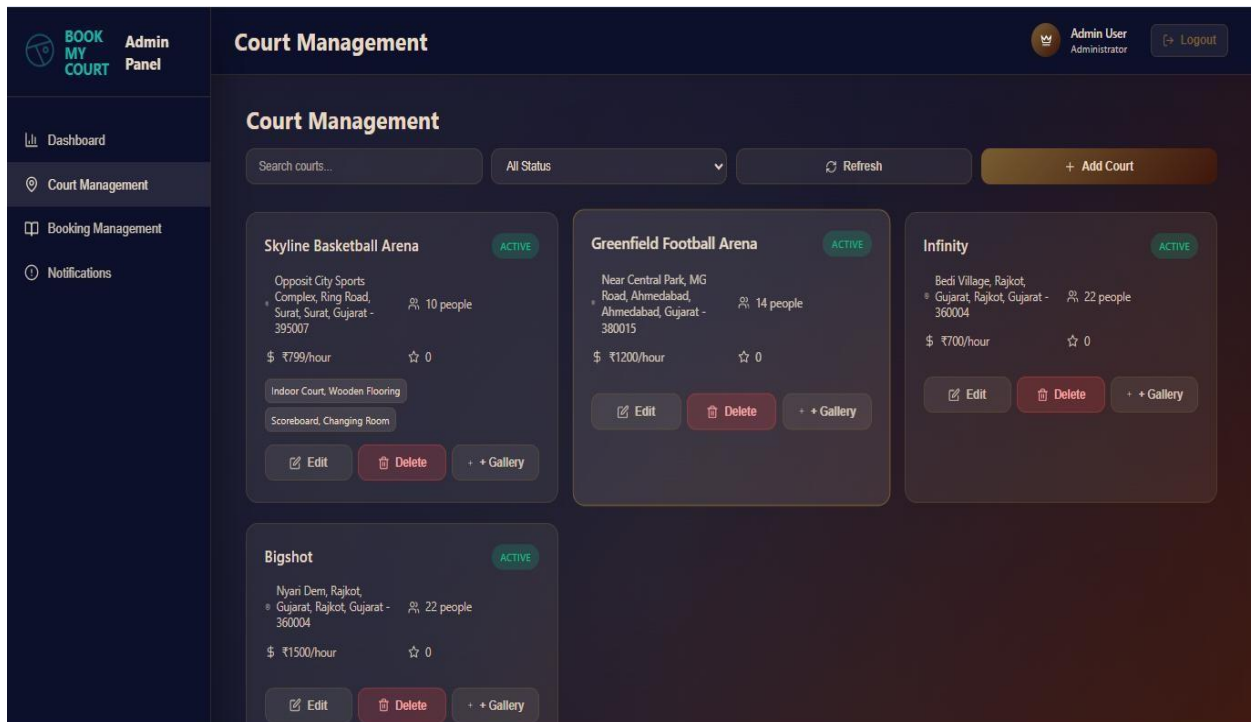 BOOK
MY
COURT
Admin
Panel
Court Management
Admin User
Administrator
Logout
Dashboard
Court Management
Booking Management
Notifications
Court Management
Search courts...
All Status
Refresh
+ Add Court
Skyline Basketball Arena
ACTIVE
Opposit City Sports
Complex, Ring Road,
Surat, Surat, Gujarat -
395007
10 people
$ ₹799/hour
0
Indoor Court, Wooden Flooring
Scoreboard, Changing Room
Edit
Delete
+ + Gallery
Greenfield Football Arena
ACTIVE
Near Central Park, MG
Road, Ahmedabad,
Ahmedabad, Gujarat -
380015
14 people
$ ₹1200/hour
0
Edit
Delete
+ + Gallery
Infinity
ACTIVE
Bedi Village, Rajkot,
Gujarat, Rajkot, Gujarat -
360004
22 people
$ ₹700/hour
0
Edit
Delete
+ + Gallery
Bigshot
ACTIVE
Nyari Dem, Rajkot,
Gujarat, Rajkot, Gujarat -
360004
22 people
$ ₹1500/hour
0
Edit
Delete
+ + Gallery